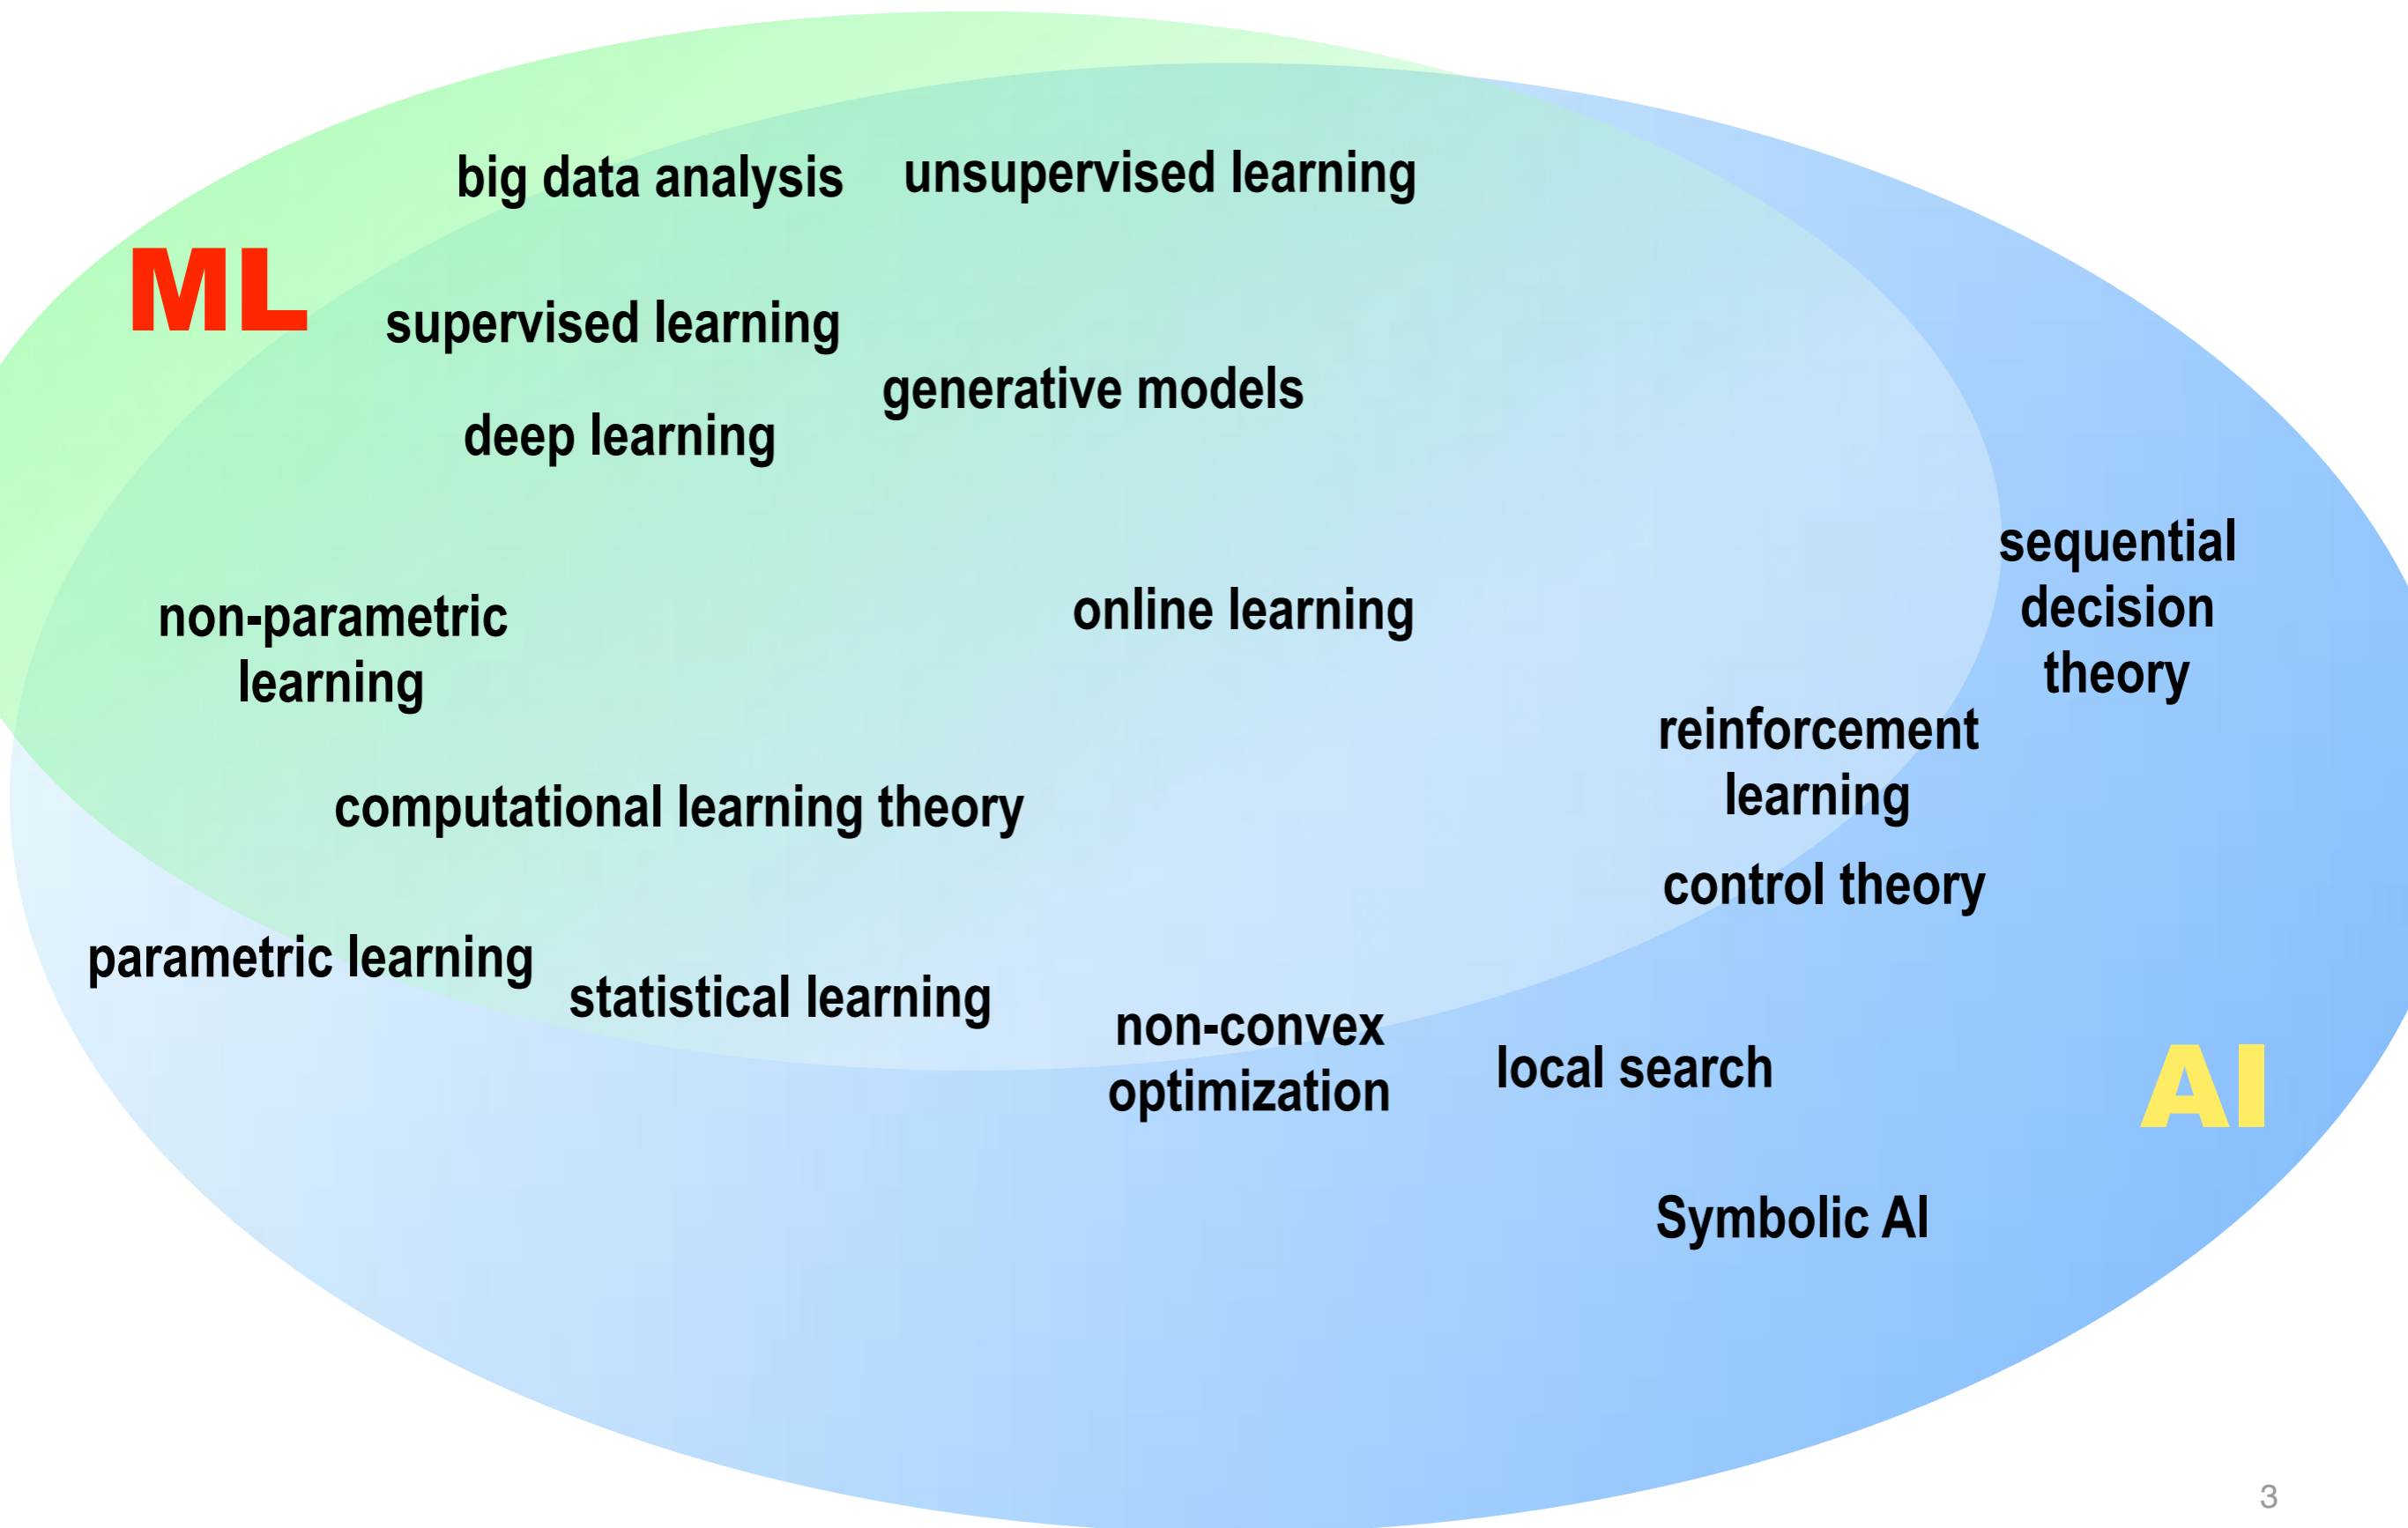 big data analysis
unsupervised learning
ML
supervised learning
generative models
deep learning
sequential
decision
theory
non-parametric
learning
online learning
reinforcement
learning
computational learning theory
control theory
parametric learning
statistical learning
non-convex
optimization
local search
AI
Symbolic AI
3